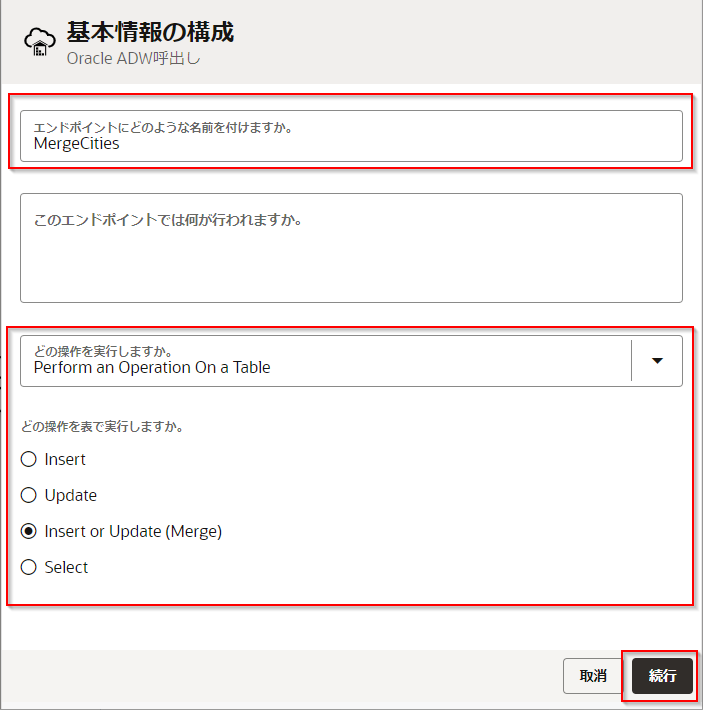 基本情報の構成
Oracle ADW呼出し
エンドポイントにどのような名前を付けますか。
MergeCities
このエンドポイントでは何が行われますか。
どの操作を実行しますか。
Perform an Operation On a Table
どの操作を表で実行しますか。
Insert
Update
Insert or Update (Merge)
Select
取消
続行